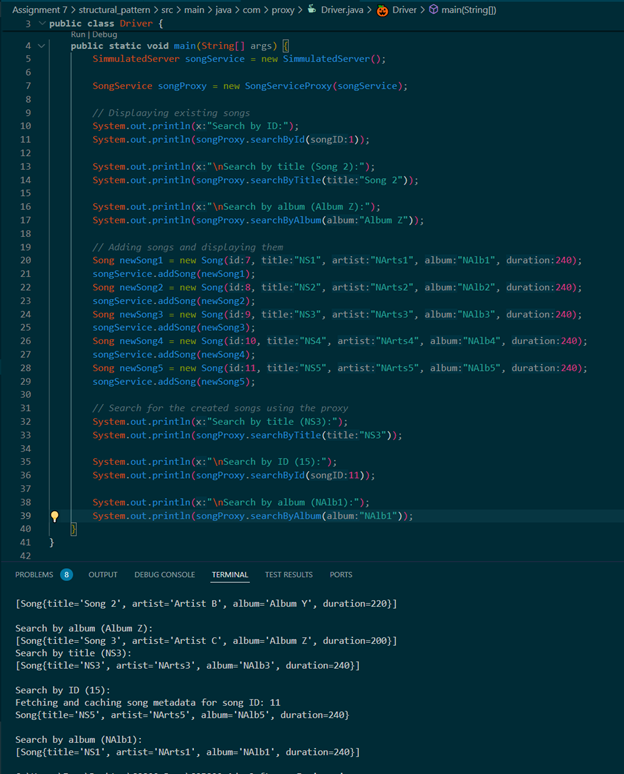 Assignment 7 > structural_pattern > src > main > java > com > proxy > Driver.java > Driver > main(String[])
3 public class Driver {
Run | Debug
4 public static void main(String[] args) {
5 SimmulatedServer songService = new SimmulatedServer();
6
7 SongService songProxy = new SongServiceProxy(songService);
8
9 // Displaaying existing songs
10 System.out.println(x:"Search by ID:");
11 System.out.println(songProxy.searchById(songID:1));
12
13 System.out.println(x:"\nSearch by title (Song 2):");
14 System.out.println(songProxy.searchByTitle(title:"Song 2"));
15
16 System.out.println(x:"\nSearch by album (Album Z):");
17 System.out.println(songProxy.searchByAlbum(album:"Album Z"));
18
19 // Adding songs and displaying them
20 Song newSong1 = new Song(id:7, title:"NS1", artist:"NArts1", album:"NAlb1", duration:240);
21 songService.addSong(newSong1);
22 Song newSong2 = new Song(id:8, title:"NS2", artist:"NArts2", album:"NAlb2", duration:240);
23 songService.addSong(newSong2);
24 Song newSong3 = new Song(id:9, title:"NS3", artist:"NArts3", album:"NAlb3", duration:240);
25 songService.addSong(newSong3);
26 Song newSong4 = new Song(id:10, title:"NS4", artist:"NArts4", album:"NAlb4", duration:240);
27 songService.addSong(newSong4);
28 Song newSong5 = new Song(id:11, title:"NS5", artist:"NArts5", album:"NAlb5", duration:240);
29 songService.addSong(newSong5);
30
31 // Search for the created songs using the proxy
32 System.out.println(x:"Search by title (NS3):");
33 System.out.println(songProxy.searchByTitle(title:"NS3"));
34
35 System.out.println(x:"\nSearch by ID (15):");
36 System.out.println(songProxy.searchById(songID:11));
37
38 System.out.println(x:"\nSearch by album (NAlb1):");
39 System.out.println(songProxy.searchByAlbum(album:"NAlb1"));
40 }
41 }
42
PROBLEMS 8 OUTPUT DEBUG CONSOLE TERMINAL TEST RESULTS PORTS
[Song{title='Song 2', artist='Artist B', album='Album Y', duration=220}]
Search by album (Album Z):
[Song{title='Song 3', artist='Artist C', album='Album Z', duration=200}]
Search by title (NS3):
[Song{title='NS3', artist='NArts3', album='NAlb3', duration=240}]
Search by ID (15):
Fetching and caching song metadata for song ID: 11
Song{title='NS5', artist='NArts5', album='NAlb5', duration=240}
Search by album (NAlb1):
[Song{title='NS1', artist='NArts1', album='NAlb1', duration=240}]